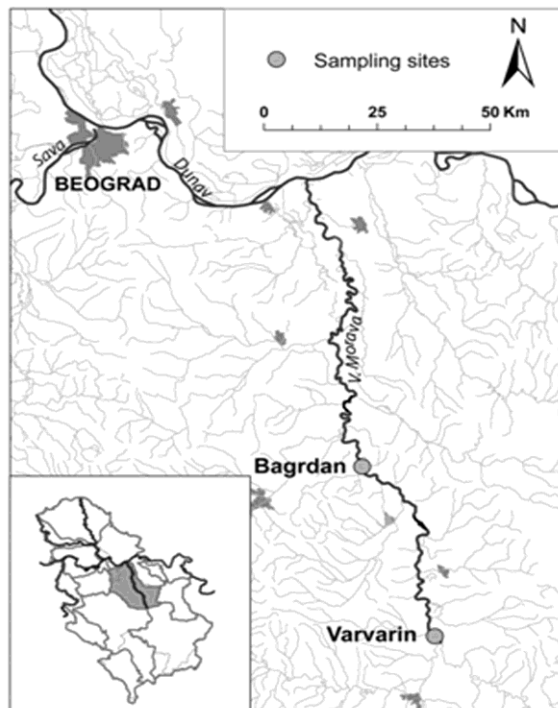 N
Sampling sites
0 25 50 Km
Sava
Dunav
BEOGRAD
V. Morava
Bagrdan
Varvarin